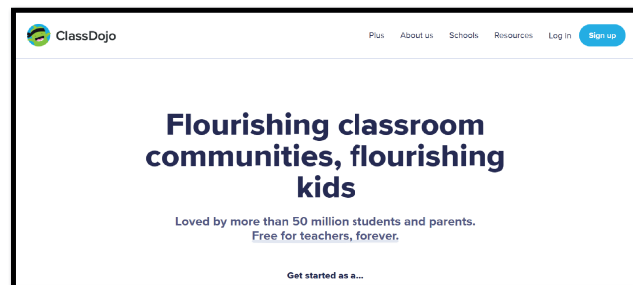 ClassDojo
Plus About us Schools Resources Log In Sign up
Flourishing classroom
communities, flourishing
kids
Loved by more than 50 million students and parents.
Free for teachers, forever.
Get started as a...